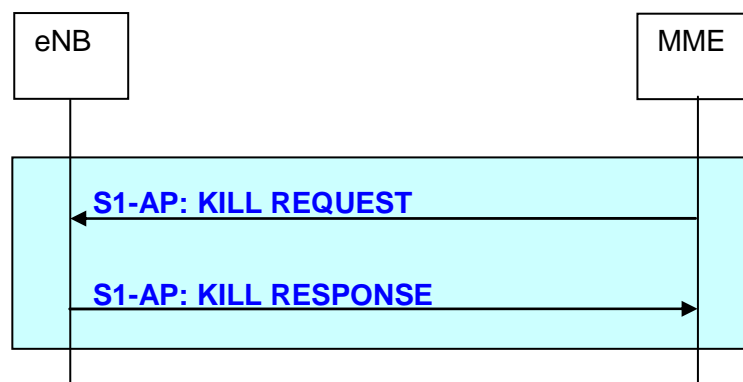 eNB
MME
S1-AP: KILL REQUEST
S1-AP: KILL RESPONSE